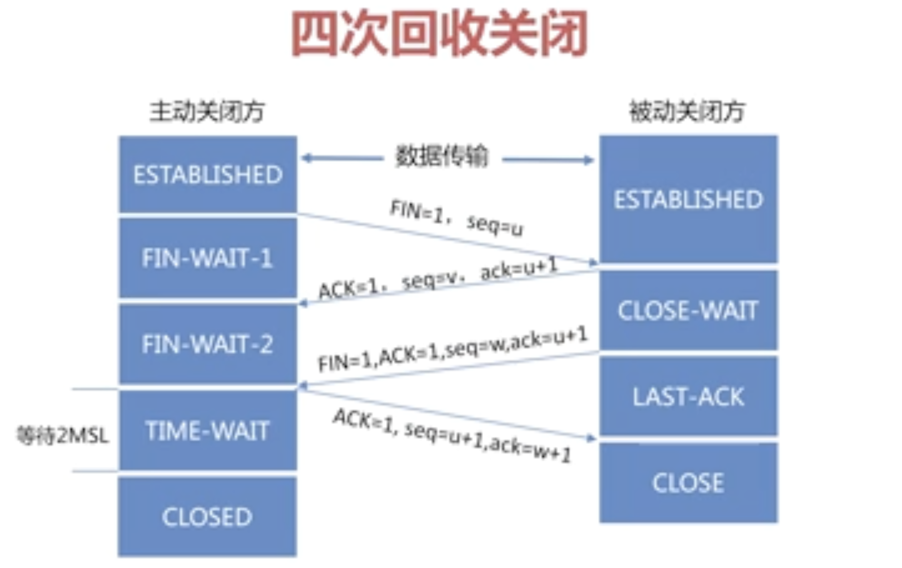 四次回收关闭
主动关闭方
被动关闭方
ESTABLISHED
数据传输
ESTABLISHED
FIN=1，seq=u
FIN-WAIT-1
ACK=1，seq=v，ack=u+1
CLOSE-WAIT
FIN-WAIT-2
FIN=1,ACK=1,seq=w,ack=u+1
LAST-ACK
等待2MSL
TIME-WAIT
ACK=1, seq=u+1,ack=w+1
CLOSE
CLOSED